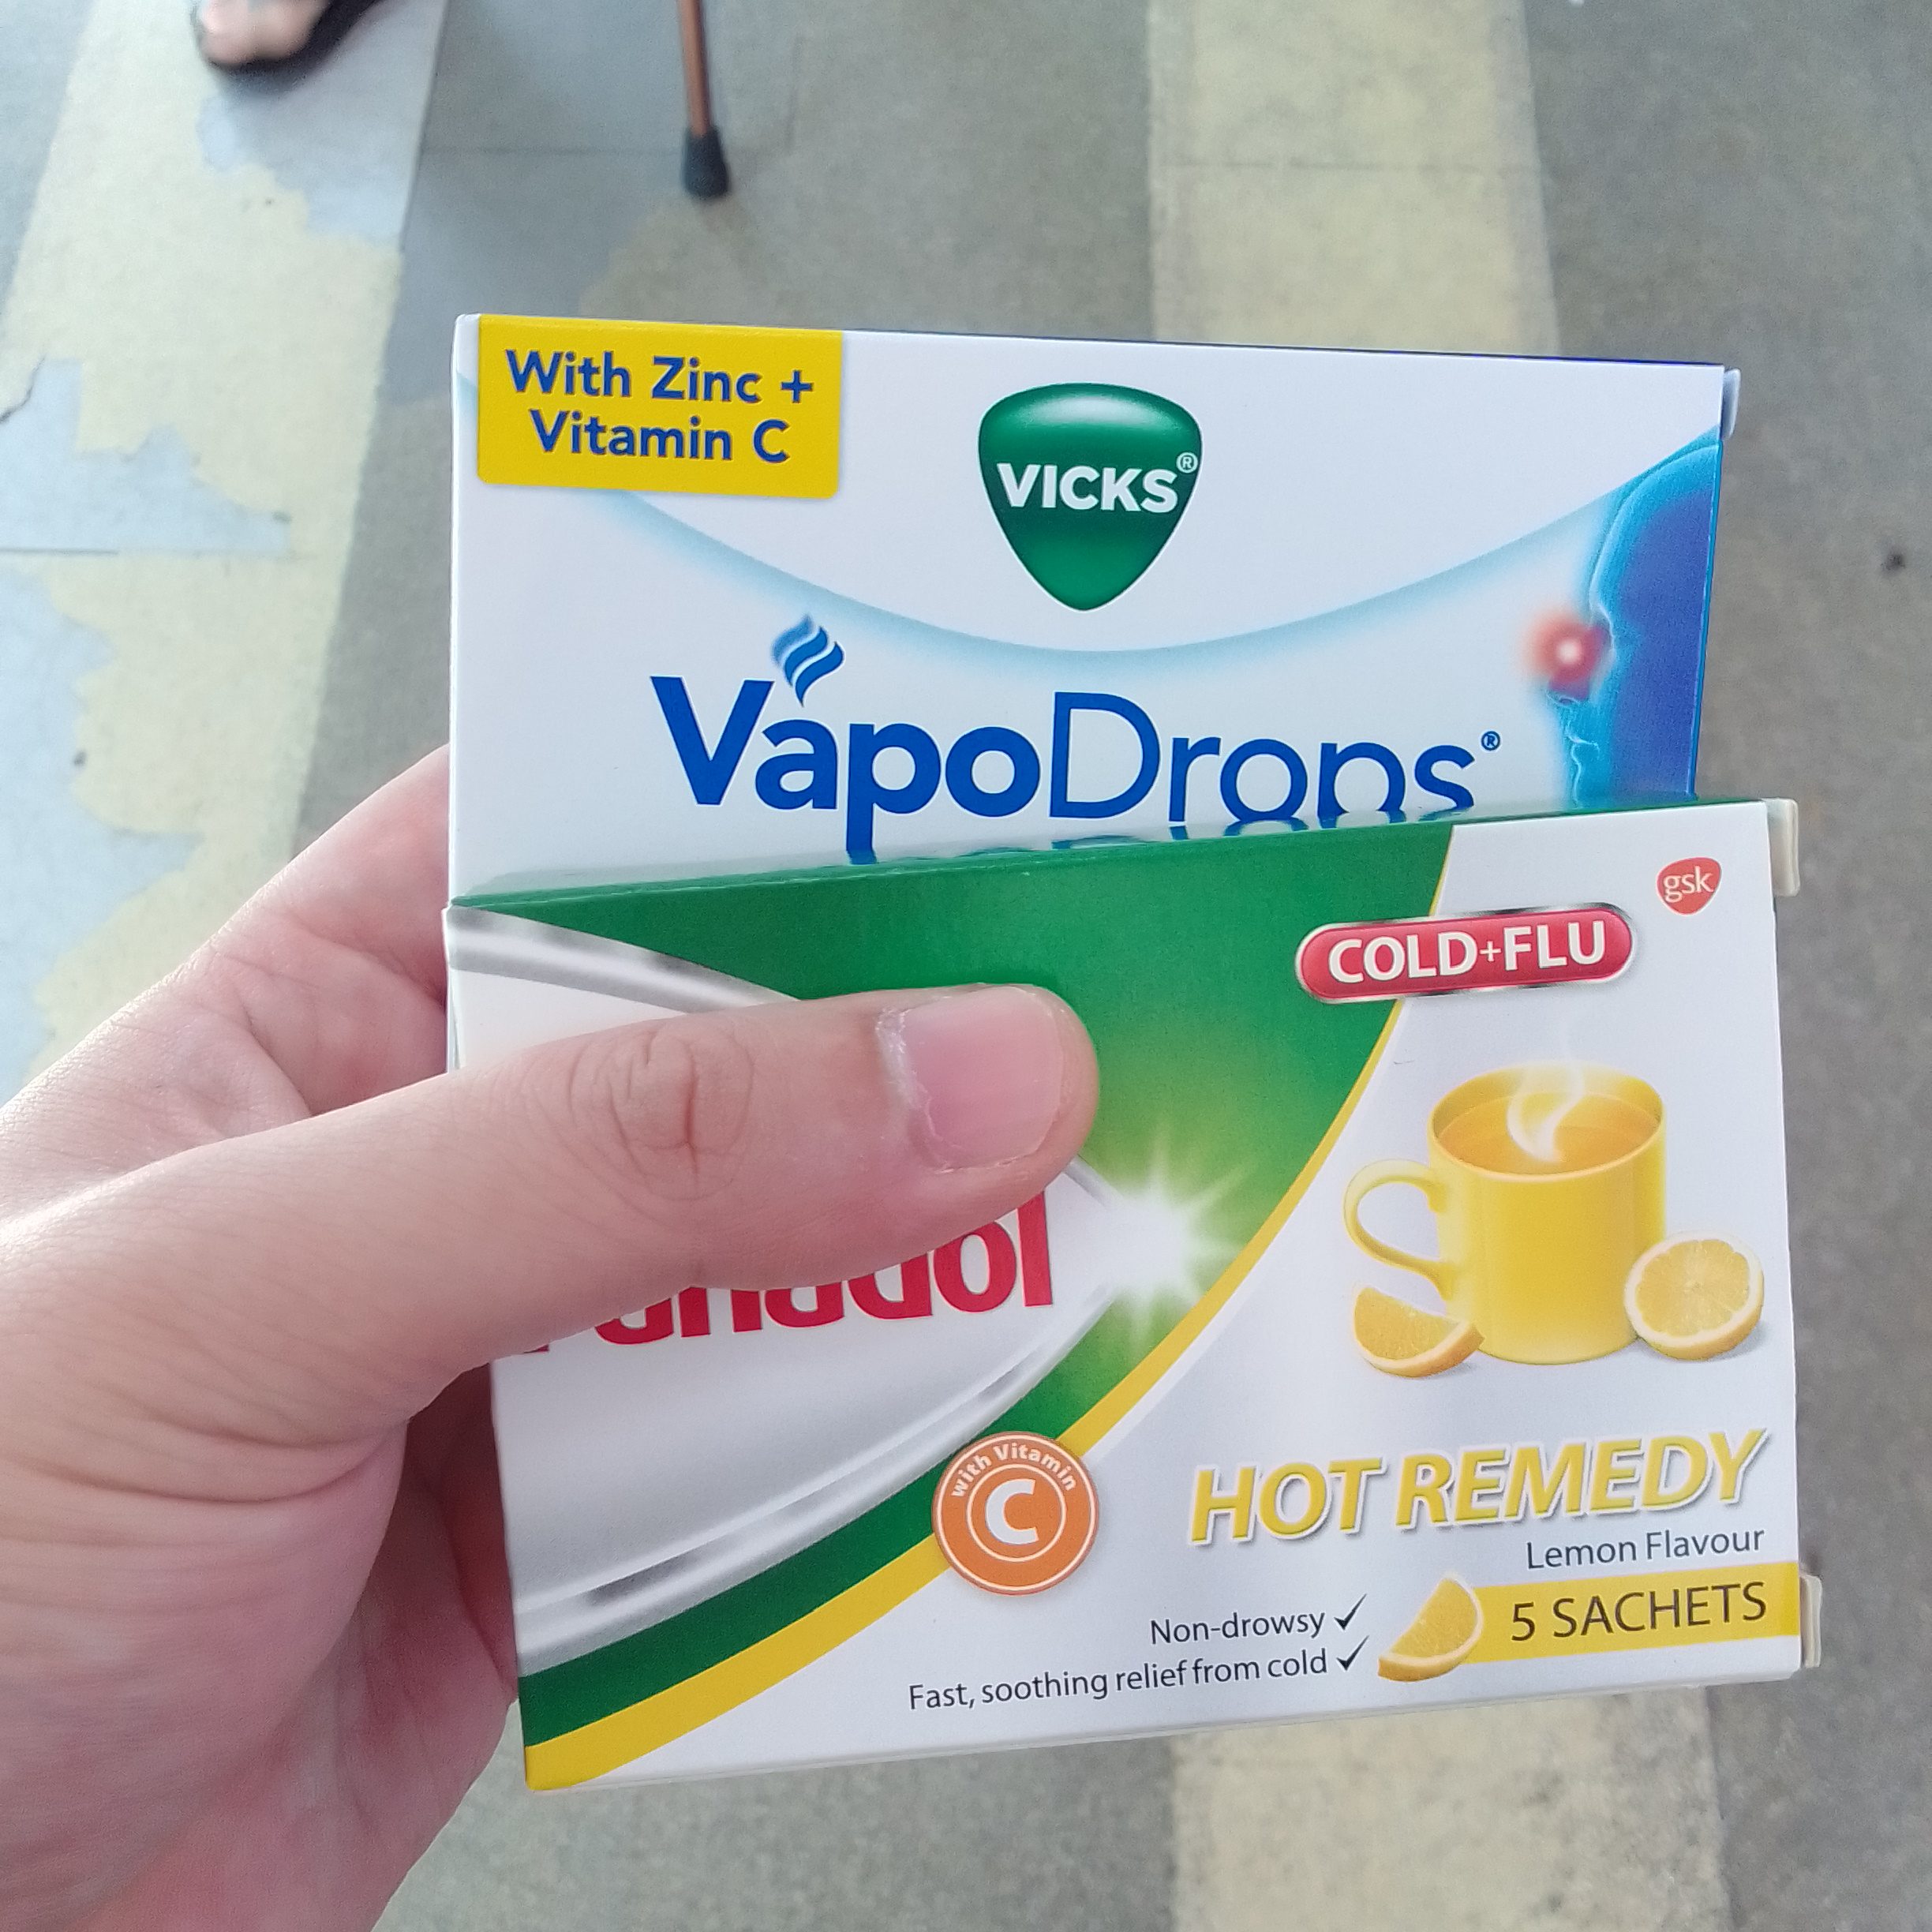 With Zinc +
Vitamin C
VICKS®
VapoDrops®
COLD+FLU
gsk
Panadol
with Vitamin
C
HOT REMEDY
Lemon Flavour
5 SACHETS
Non-drowsy ✓
Fast, soothing relief from cold ✓